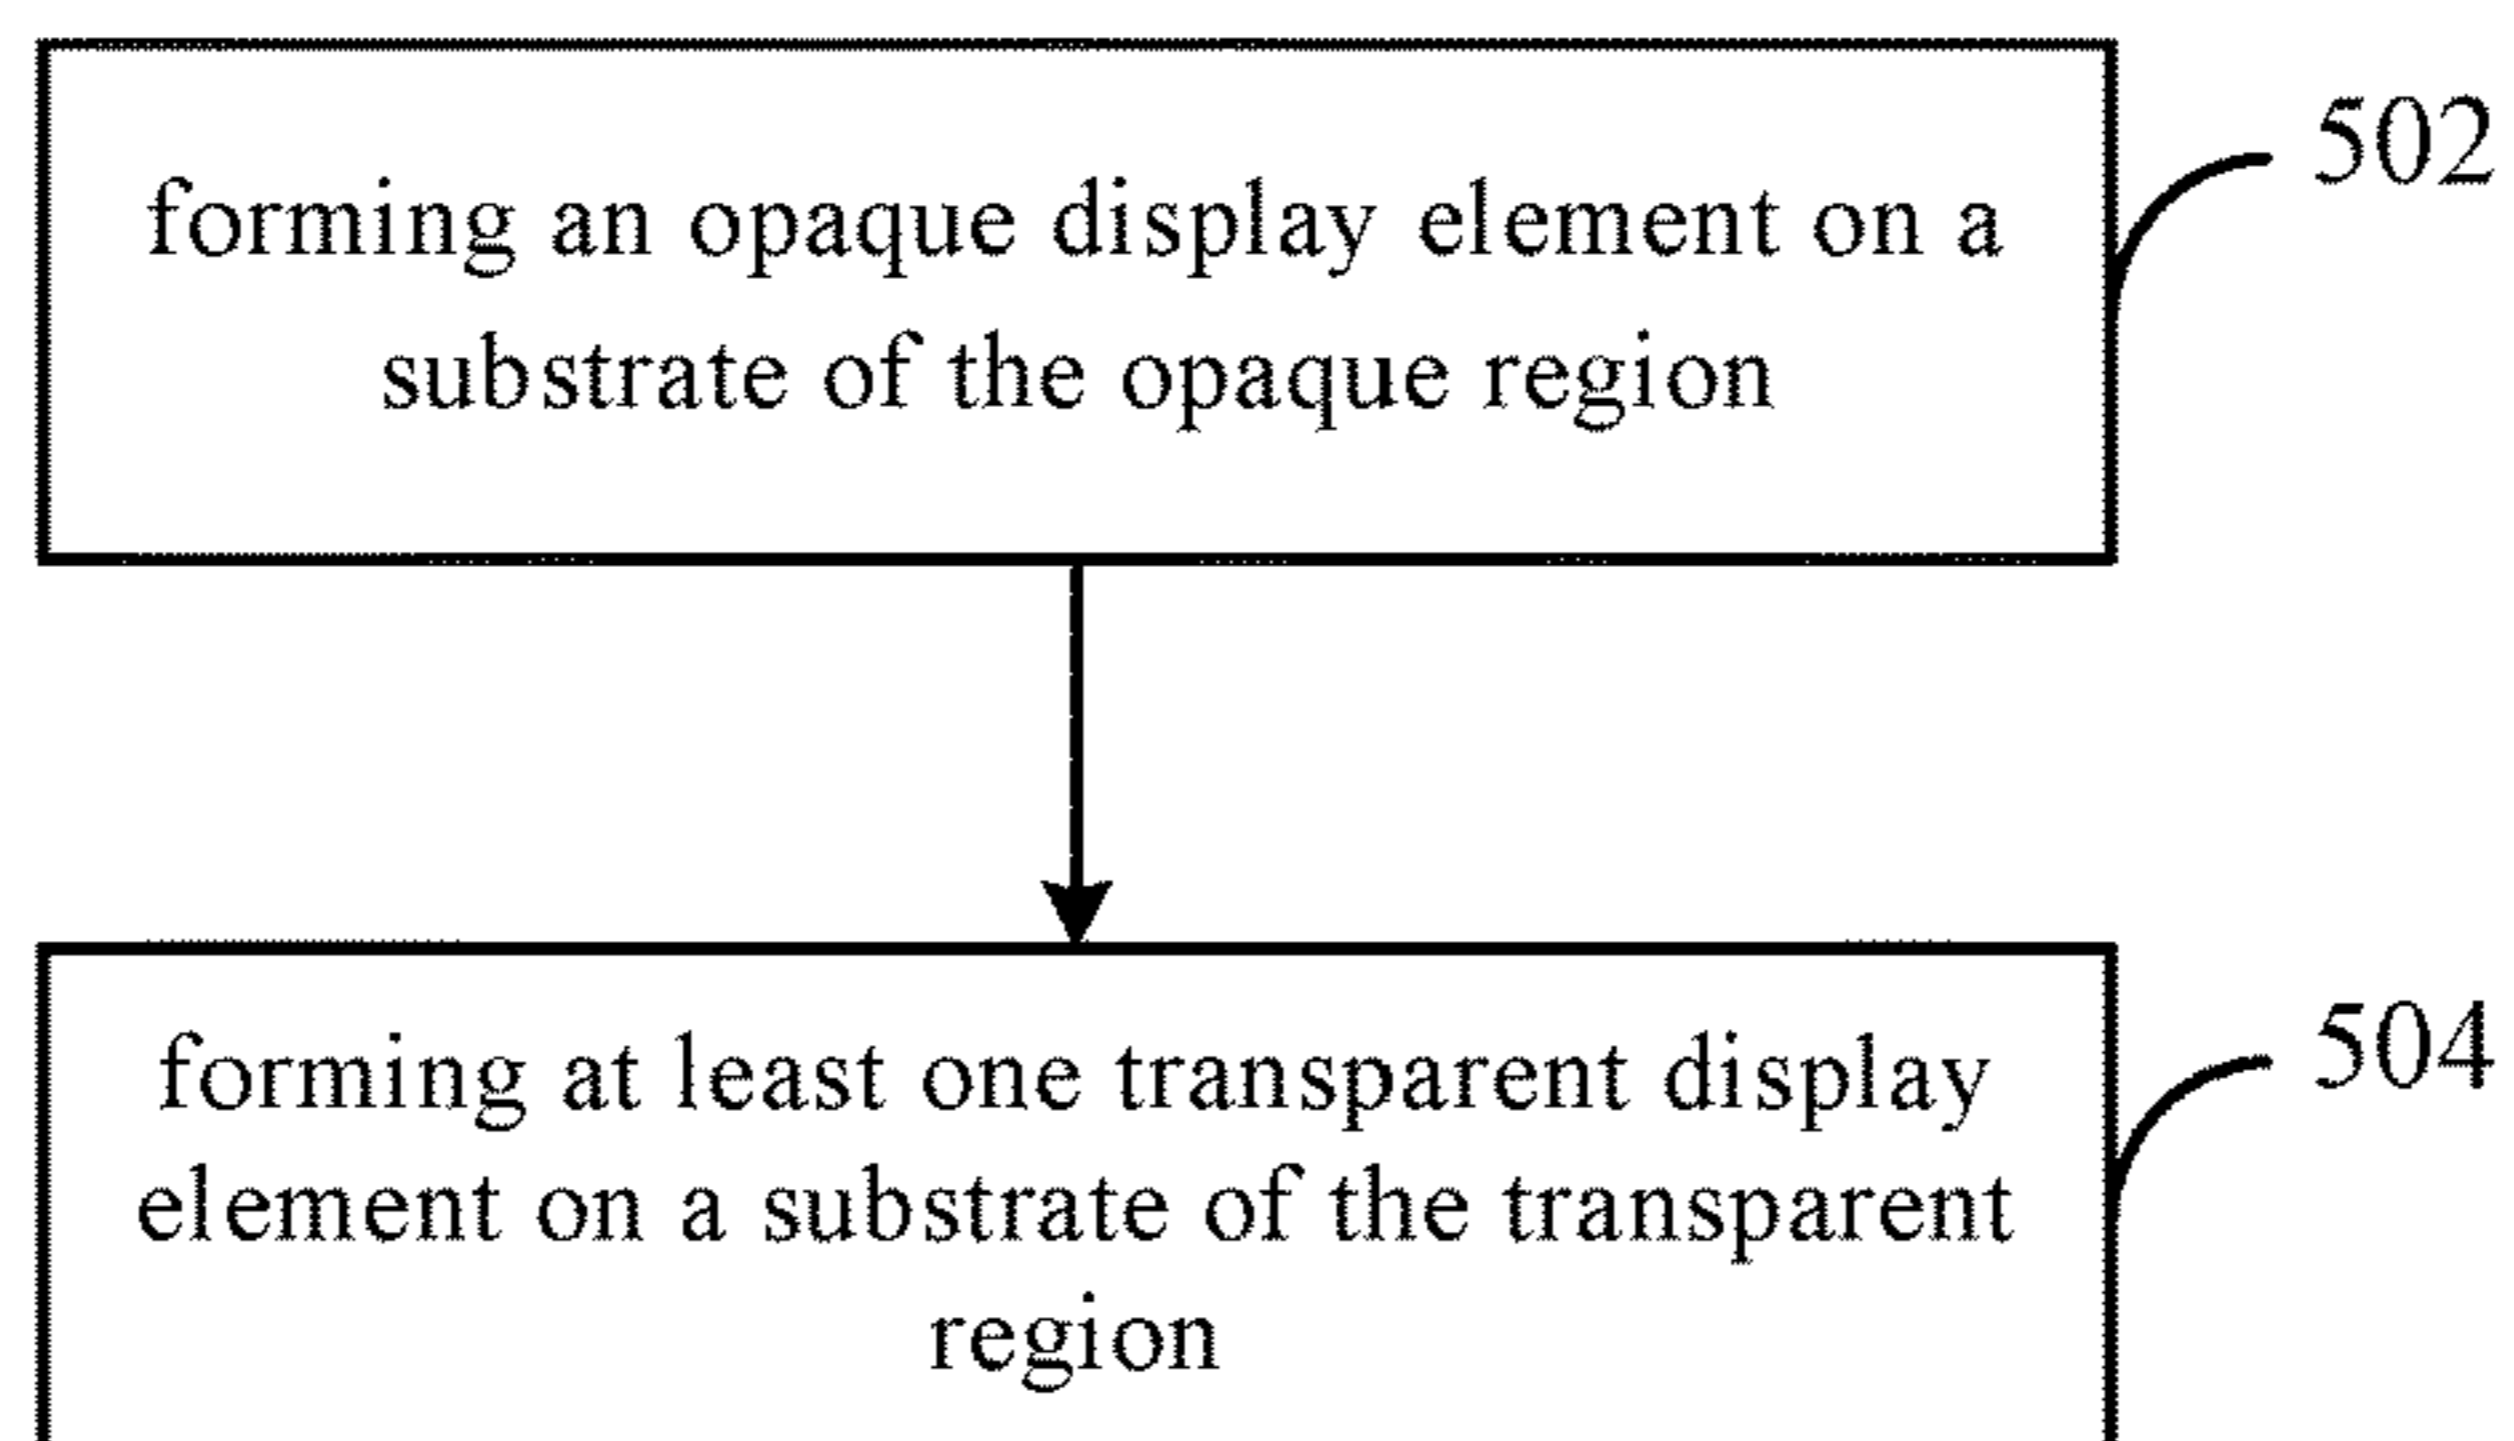 502
forming an opaque display element on a
substrate of the opaque region
504
forming at least one transparent display
element on a substrate of the transparent
region